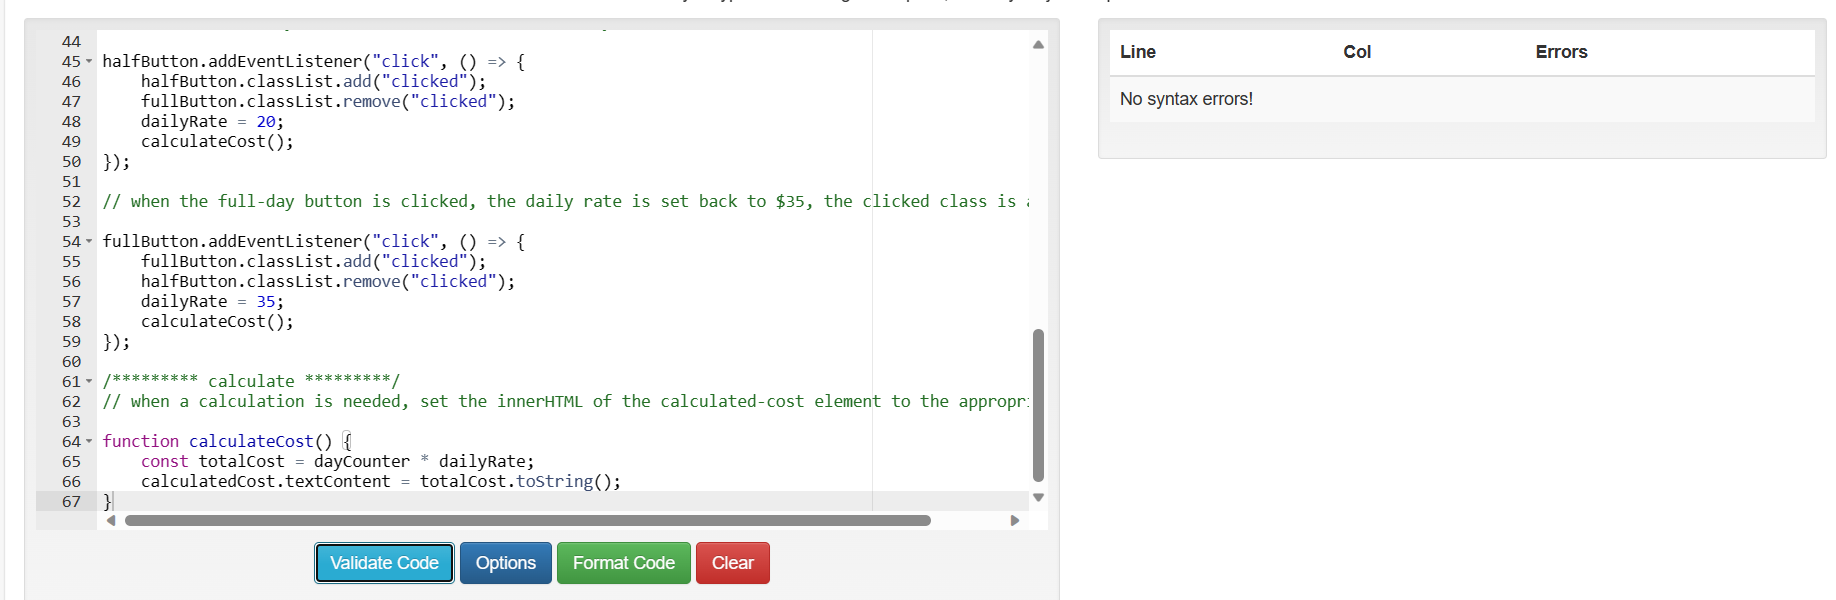 44
45 halfButton.addEventListener("click", () => {
46     halfButton.classList.add("clicked");
47     fullButton.classList.remove("clicked");
48     dailyRate = 20;
49     calculateCost();
50 });
51
52 // when the full-day button is clicked, the daily rate is set back to $35, the clicked class is
53
54 fullButton.addEventListener("click", () => {
55     fullButton.classList.add("clicked");
56     halfButton.classList.remove("clicked");
57     dailyRate = 35;
58     calculateCost();
59 });
60
61 /********* calculate *********/
62 // when a calculation is needed, set the innerHTML of the calculated-cost element to the appropr
63
64 function calculateCost() {
65     const totalCost = dayCounter * dailyRate;
66     calculatedCost.textContent = totalCost.toString();
67 }
Validate Code Options Format Code Clear
Line Col Errors
No syntax errors!